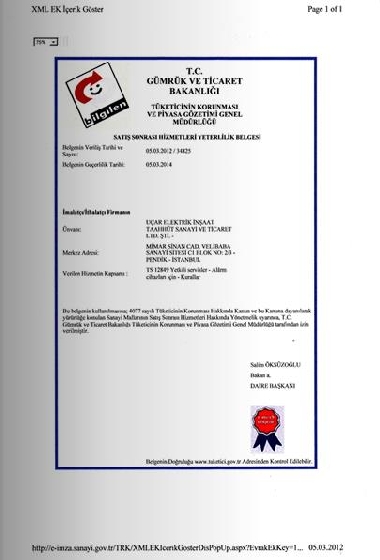 XML EK İçerik Göster Page 1 of 1
75%
bilgilen
T.C.
GÜMRÜK VE TİCARET
BAKANLIĞI
TÜKETİCİNİN KORUNMASI
VE PİYASA GÖZETİMİ GENEL
MÜDÜRLÜĞÜ
SATIŞ SONRASI HİZMETLERİ YETERLİLİK BELGESİ
Belgenin Veriliş Tarihi ve
Sayısı: 05.03.2012 / 34025
Belgenin Geçerlilik Tarihi: 05.03.2014
İmalatçı/İthalatçı Firmanın
Ünvanı: UÇAR ELEKTRİK İNŞAAT
TAAHHÜT SANAYİ VE TİCARET
Merkez Adresi: MİMAR SİNAN CAD. VELİBABA
SANAYİ SİTESİ C1 BLOK NO: 2/3 -
PENDİK - İSTANBUL
Verilen Hizmetin Kapsamı: TS 12849 Yetkili servisler - Alarm
cihazları için - Kurallar
Bu belgenin kullanılmasına; 4077 sayılı Tüketicinin Korunması Hakkında Kanun ve bu Kanuna dayanılarak
yürürlüğe konulan Sanayi Mallarının Satış Sonrası Hizmetleri Hakkında Yönetmelik uyarınca, T.C.
Gümrük ve Ticaret Bakanlığı Tüketicinin Korunması ve Piyasa Gözetimi Genel Müdürlüğü tarafından izin
verilmiştir.
Salin ÖKSÜZOĞLU
Bakan a.
DAİRE BAŞKANI
Belgenin Doğruluğu www.tuketici.gov.tr Adresinden Kontrol Edilebilir.
http://e-imza.sanayi.gov.tr/TRK/XMLEKIcerikGosterDisPopUp.aspx?EvrakEkKey=1... 05.03.2012